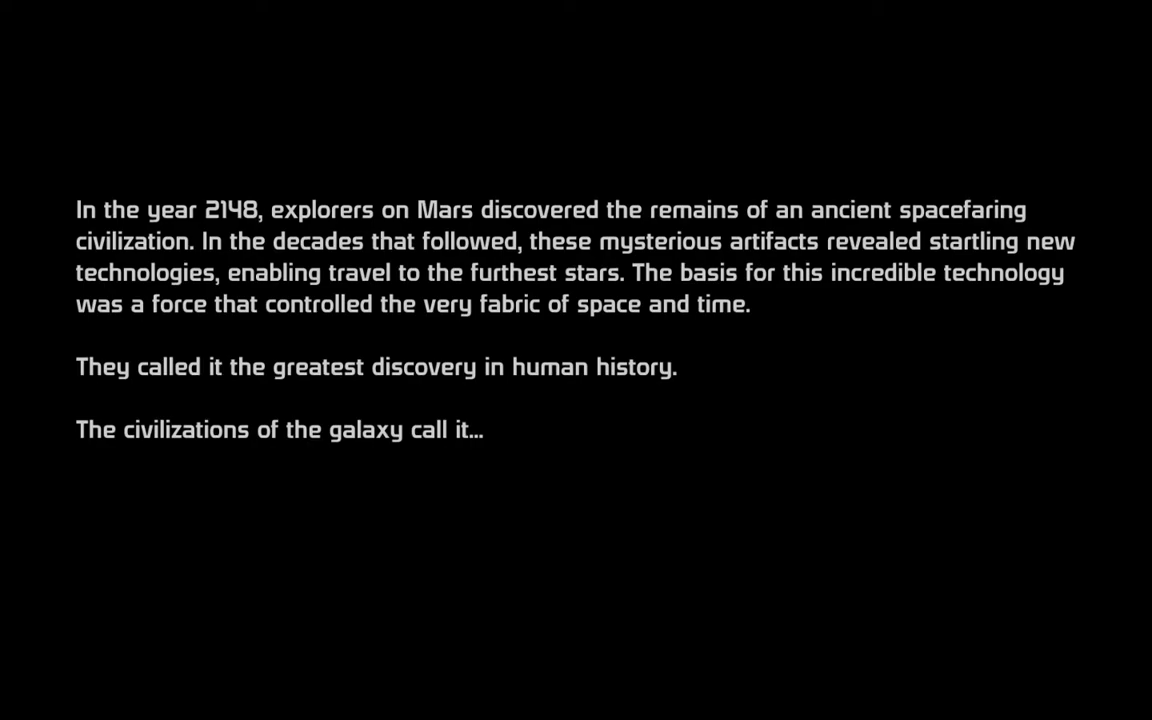 In the year 2148, explorers on Mars discovered the remains of an ancient spacefaring
civilization. In the decades that followed, these mysterious artifacts revealed startling new
technologies, enabling travel to the furthest stars. The basis for this incredible technology
was a force that controlled the very fabric of space and time.
They called it the greatest discovery in human history.
The civilizations of the galaxy call it...